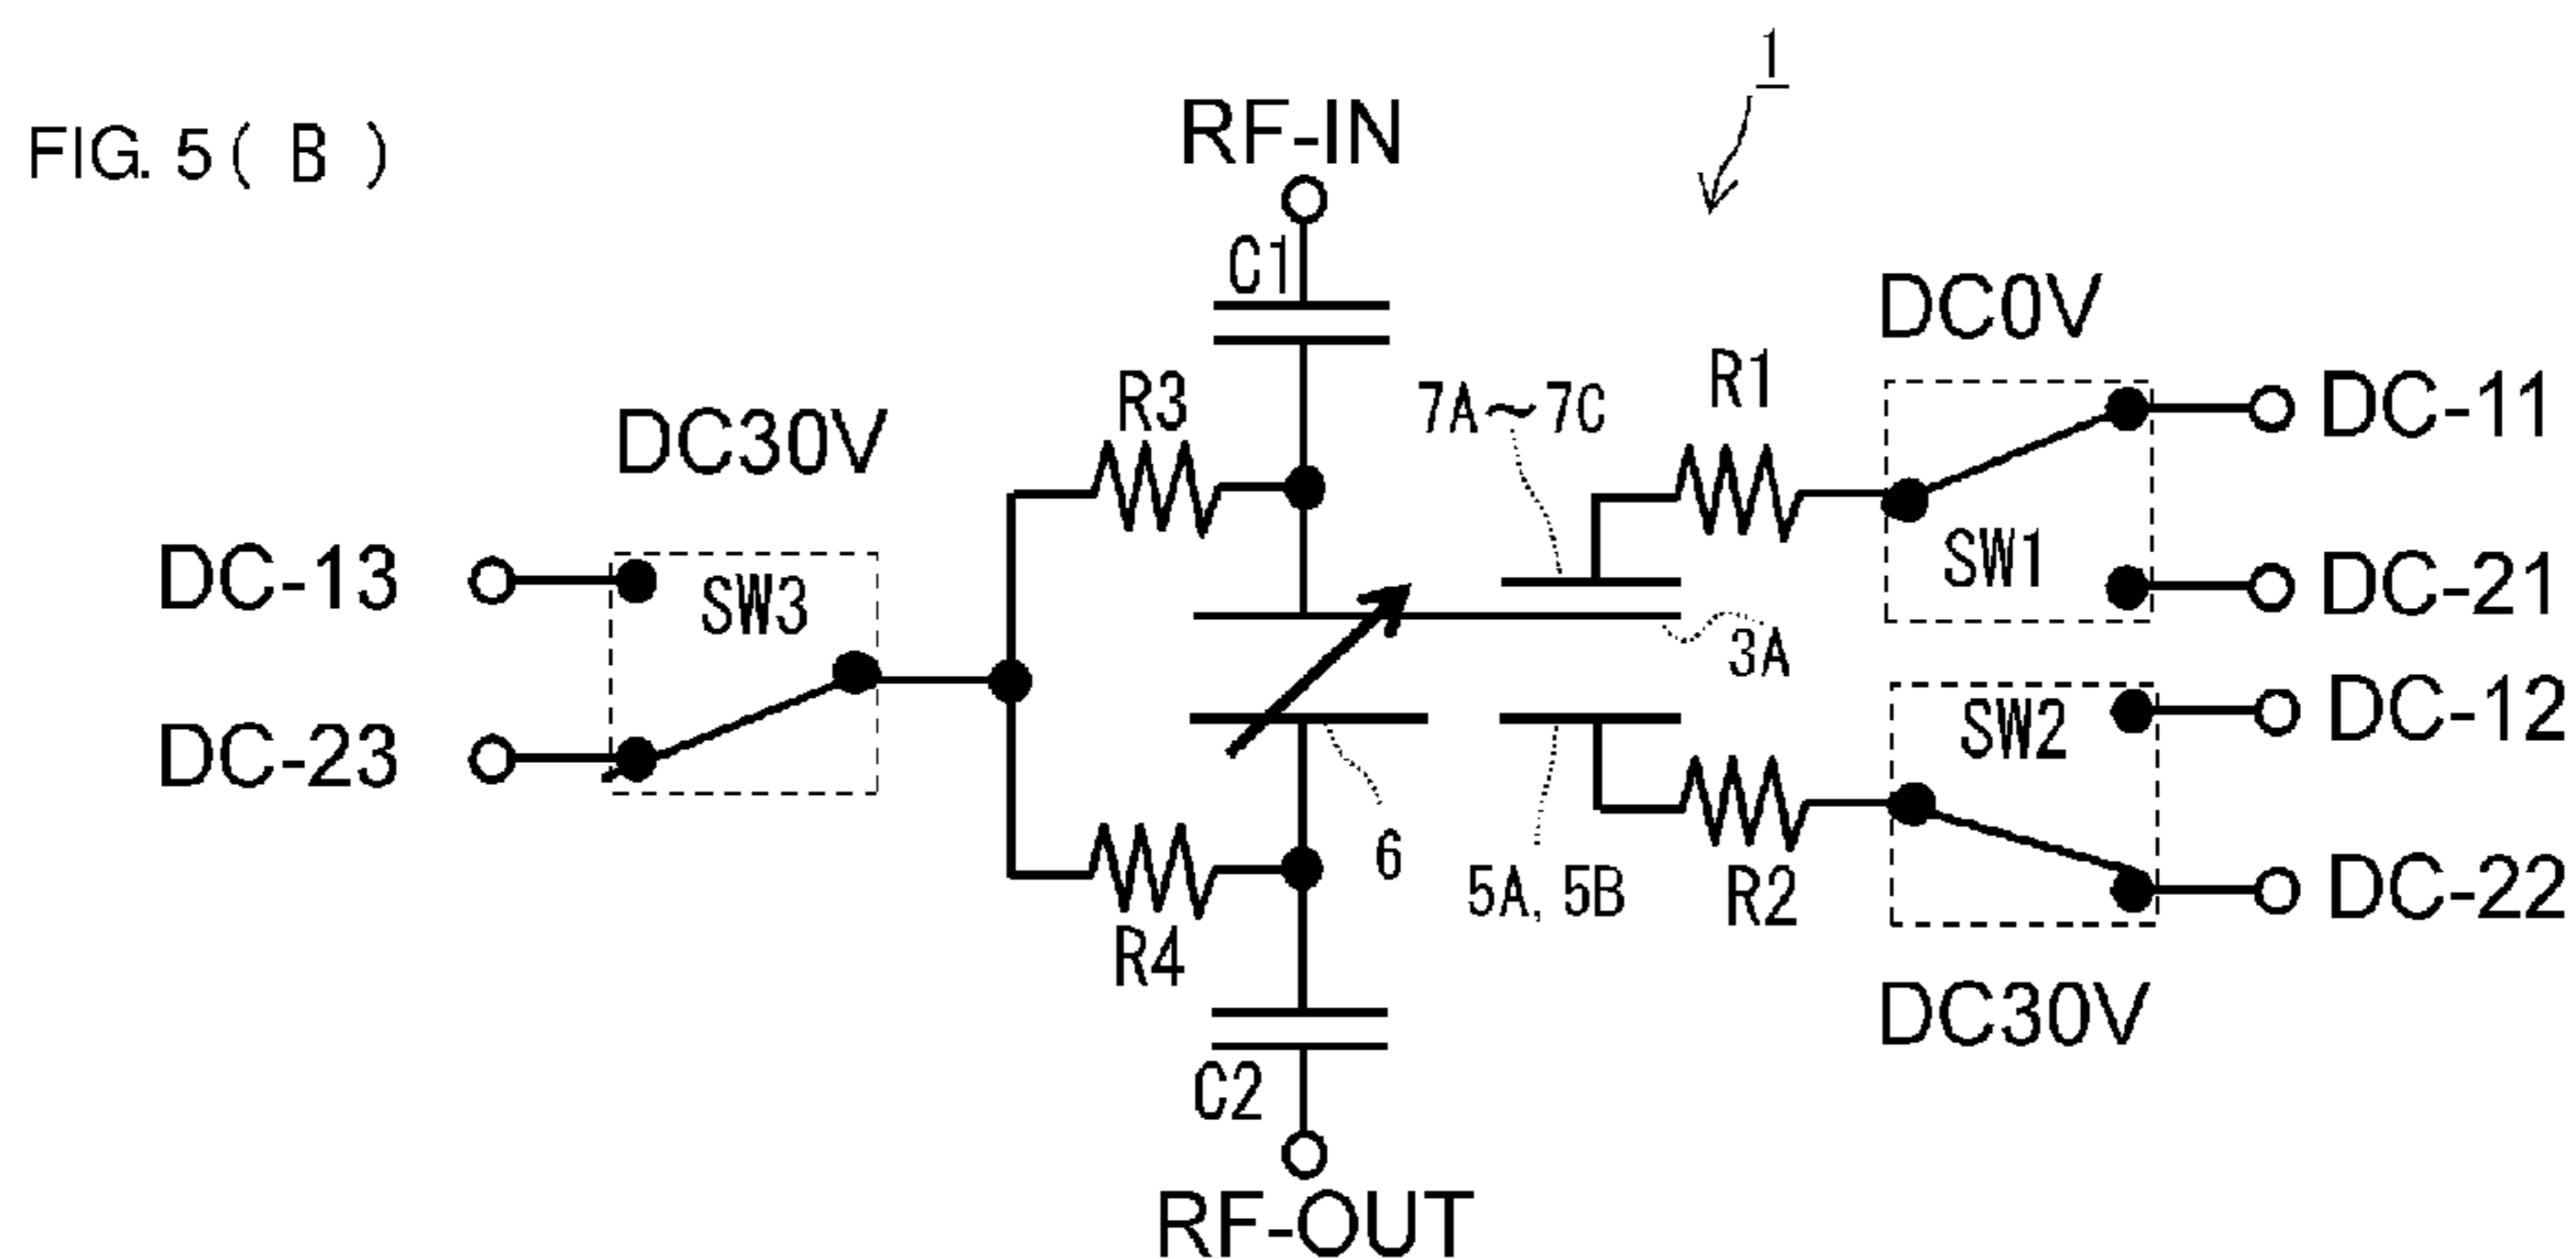 1
FIG. 5 ( B )
RF-IN
C1
DC0V
R1
R3
7A～7C
DC-11
DC30V
SW1
DC-13
SW3
DC-21
3A
SW2
DC-12
DC-23
6
5A, 5B
R2
DC-22
R4
DC30V
C2
RF-OUT